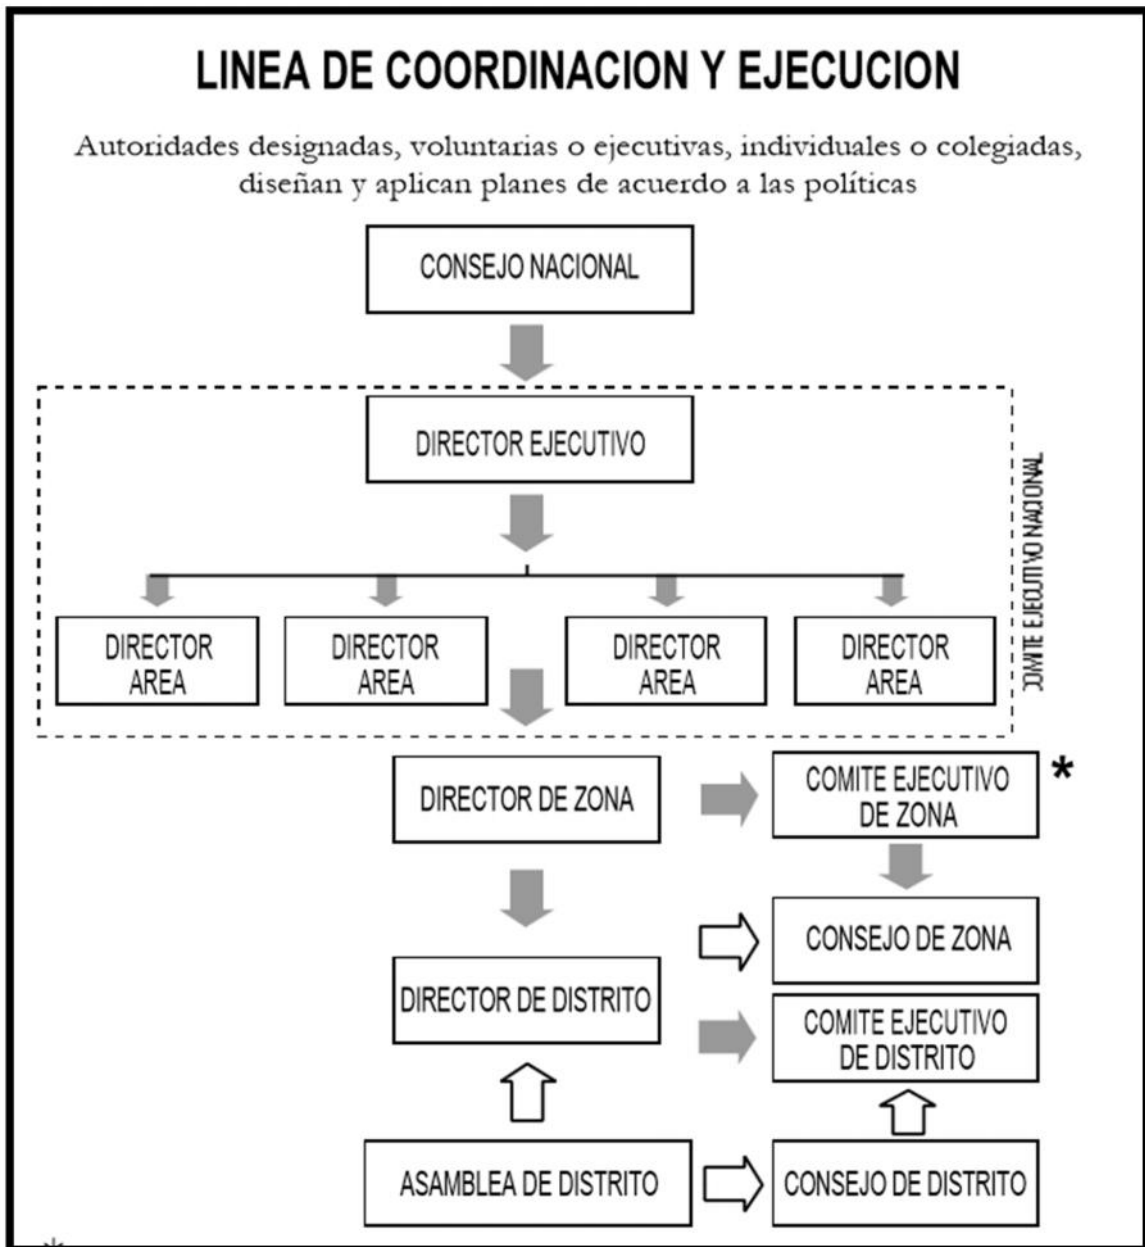 LINEA DE COORDINACION Y EJECUCION
Autoridades designadas, voluntarias o ejecutivas, individuales o colegiadas,
diseñan y aplican planes de acuerdo a las políticas
CONSEJO NACIONAL
DIRECTOR EJECUTIVO
COMITE EJECUTIVO NACIONAL
DIRECTOR
AREA
DIRECTOR
AREA
DIRECTOR
AREA
DIRECTOR
AREA
DIRECTOR DE ZONA
COMITE EJECUTIVO
DE ZONA
*
CONSEJO DE ZONA
DIRECTOR DE DISTRITO
COMITE EJECUTIVO
DE DISTRITO
ASAMBLEA DE DISTRITO
CONSEJO DE DISTRITO
*